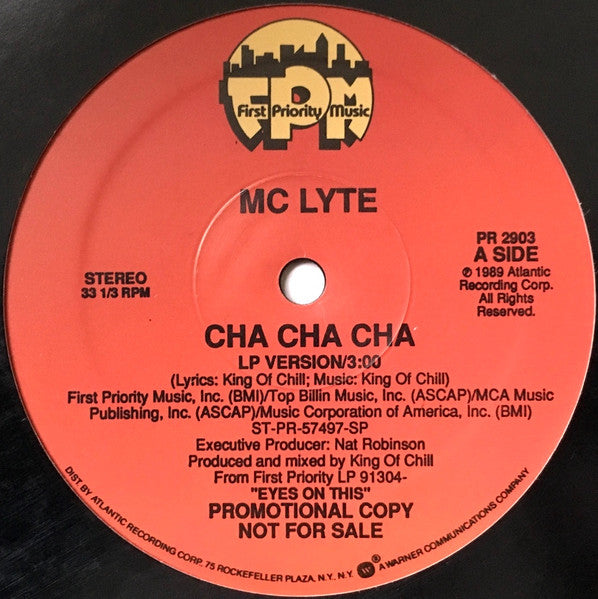 FPM
First Priority Music
MC LYTE
PR 2903
A SIDE
℗ 1989 Atlantic
Recording Corp.
All Rights
Reserved.
STEREO
33 1/3 RPM
CHA CHA CHA
LP VERSION/3:00
(Lyrics: King Of Chill; Music: King Of Chill)
First Priority Music, Inc. (BMI)/Top Billin Music, Inc. (ASCAP)/MCA Music
Publishing, Inc. (ASCAP)/Music Corporation of America, Inc. (BMI)
ST-PR-57497-SP
Executive Producer: Nat Robinson
Produced and mixed by King Of Chill
From First Priority LP 91304-
"EYES ON THIS"
PROMOTIONAL COPY
NOT FOR SALE
DIST. BY ATLANTIC RECORDING CORP. 75 ROCKEFELLER PLAZA, N.Y., N.Y. W® A WARNER COMMUNICATIONS COMPANY